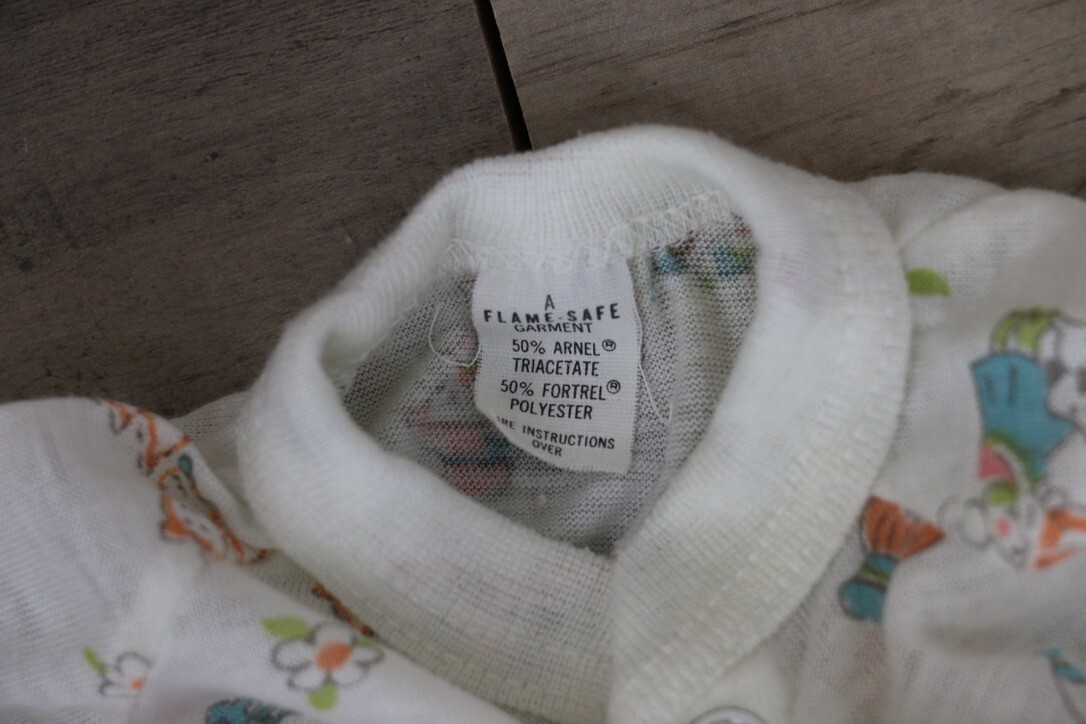 A
FLAME-SAFE
GARMENT
50% ARNEL®
TRIACETATE
50% FORTREL®
POLYESTER
INSTRUCTIONS
OVER